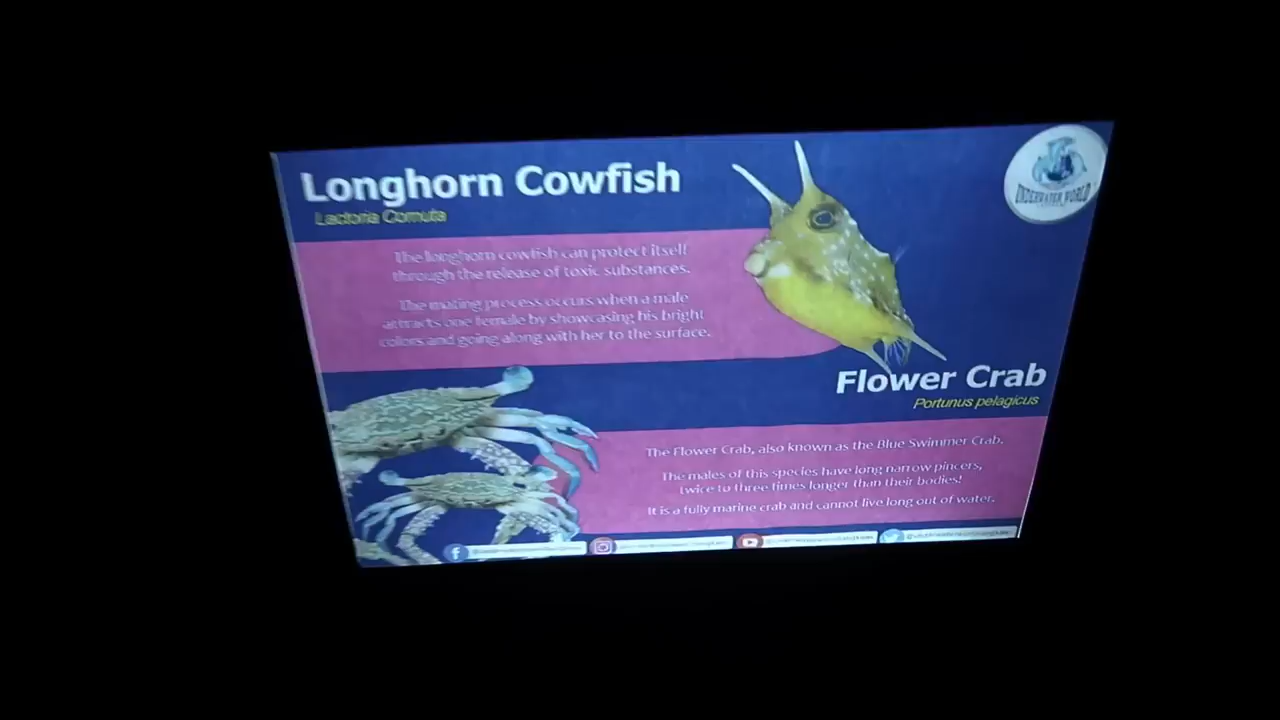 Longhorn Cowfish
Lactoria Cornuta
The longhorn cowfish can protect itself
through the release of toxic substances.
The mating process occurs when a male
attracts one female by showcasing his bright
colors and going along with her to the surface.
UNDERWATER WORLD
Flower Crab
Portunus pelagicus
The Flower Crab, also known as the Blue Swimmer Crab.
The males of this species have long narrow pincers,
twice to three times longer than their bodies!
It is a fully marine crab and cannot live long out of water.